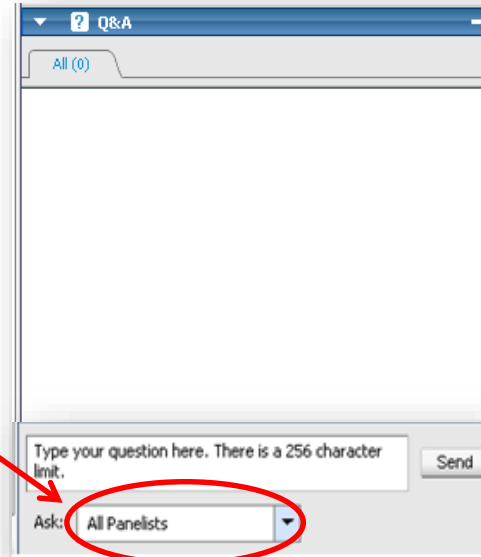 ? Q&A
All (0)
Type your question here. There is a 256 character
limit.
Send
Ask: All Panelists